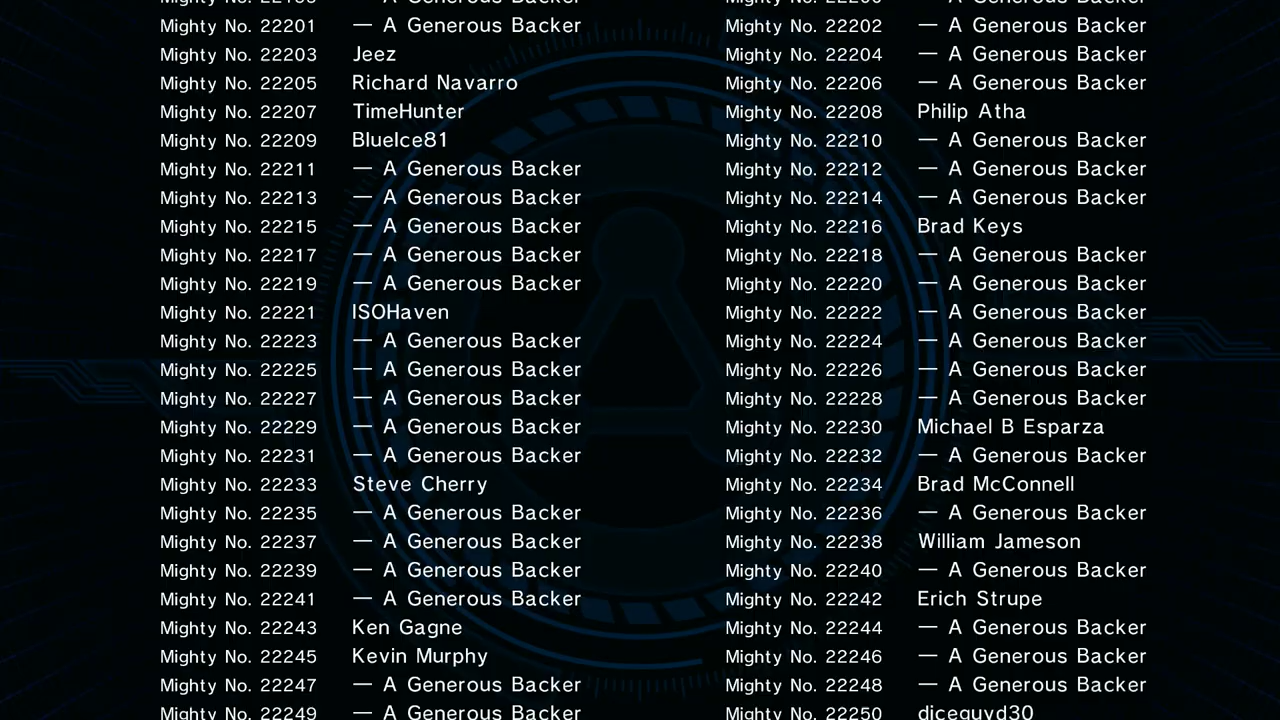 Mighty No. 22201 — A Generous Backer Mighty No. 22202 — A Generous Backer
Mighty No. 22203 Jeez Mighty No. 22204 — A Generous Backer
Mighty No. 22205 Richard Navarro Mighty No. 22206 — A Generous Backer
Mighty No. 22207 TimeHunter Mighty No. 22208 Philip Atha
Mighty No. 22209 BlueIce81 Mighty No. 22210 — A Generous Backer
Mighty No. 22211 — A Generous Backer Mighty No. 22212 — A Generous Backer
Mighty No. 22213 — A Generous Backer Mighty No. 22214 — A Generous Backer
Mighty No. 22215 — A Generous Backer Mighty No. 22216 Brad Keys
Mighty No. 22217 — A Generous Backer Mighty No. 22218 — A Generous Backer
Mighty No. 22219 — A Generous Backer Mighty No. 22220 — A Generous Backer
Mighty No. 22221 ISOHaven Mighty No. 22222 — A Generous Backer
Mighty No. 22223 — A Generous Backer Mighty No. 22224 — A Generous Backer
Mighty No. 22225 — A Generous Backer Mighty No. 22226 — A Generous Backer
Mighty No. 22227 — A Generous Backer Mighty No. 22228 — A Generous Backer
Mighty No. 22229 — A Generous Backer Mighty No. 22230 Michael B Esparza
Mighty No. 22231 — A Generous Backer Mighty No. 22232 — A Generous Backer
Mighty No. 22233 Steve Cherry Mighty No. 22234 Brad McConnell
Mighty No. 22235 — A Generous Backer Mighty No. 22236 — A Generous Backer
Mighty No. 22237 — A Generous Backer Mighty No. 22238 William Jameson
Mighty No. 22239 — A Generous Backer Mighty No. 22240 — A Generous Backer
Mighty No. 22241 — A Generous Backer Mighty No. 22242 Erich Strupe
Mighty No. 22243 Ken Gagne Mighty No. 22244 — A Generous Backer
Mighty No. 22245 Kevin Murphy Mighty No. 22246 — A Generous Backer
Mighty No. 22247 — A Generous Backer Mighty No. 22248 — A Generous Backer
Mighty No. 22249 — A Generous Backer Mighty No. 22250 diceguyd30